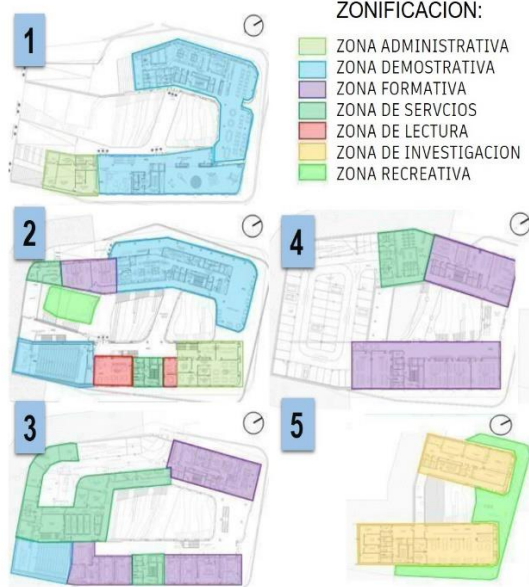 ZONIFICACION:
ZONA ADMINISTRATIVA
ZONA DEMOSTRATIVA
ZONA FORMATIVA
ZONA DE SERVCIOS
ZONA DE LECTURA
ZONA DE INVESTIGACION
ZONA RECREATIVA
1
2
3
4
5